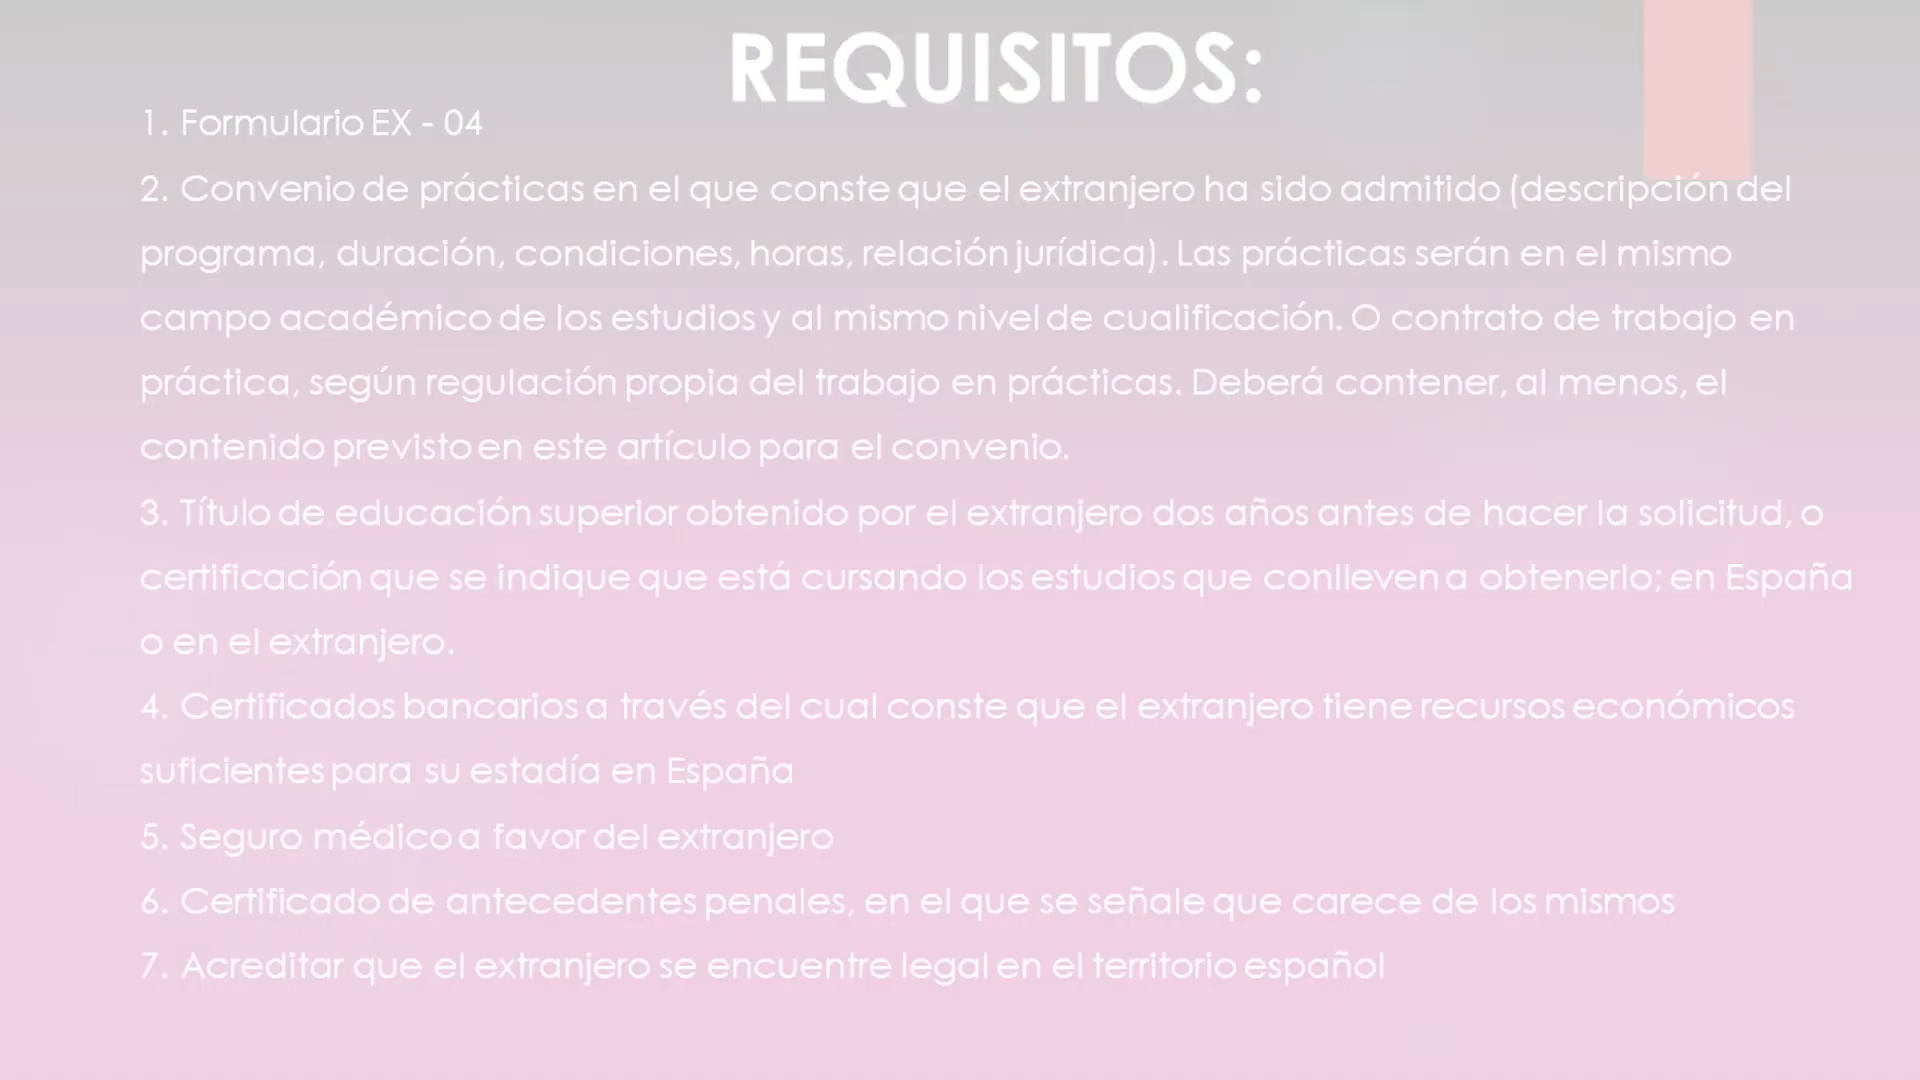 REQUISITOS:
1. Formulario EX - 04
2. Convenio de prácticas en el que conste que el extranjero ha sido admitido (descripción del
programa, duración, condiciones, horas, relación jurídica). Las prácticas serán en el mismo
campo académico de los estudios y al mismo nivel de cualificación. O contrato de trabajo en
práctica, según regulación propia del trabajo en prácticas. Deberá contener, al menos, el
contenido previsto en este artículo para el convenio.
3. Título de educación superior obtenido por el extranjero dos años antes de hacer la solicitud, o
certificación que se indique que está cursando los estudios que conlleven a obtenerlo; en España
o en el extranjero.
4. Certificados bancarios a través del cual conste que el extranjero tiene recursos económicos
suficientes para su estadía en España
5. Seguro médico a favor del extranjero
6. Certificado de antecedentes penales, en el que se señale que carece de los mismos
7. Acreditar que el extranjero se encuentre legal en el territorio español